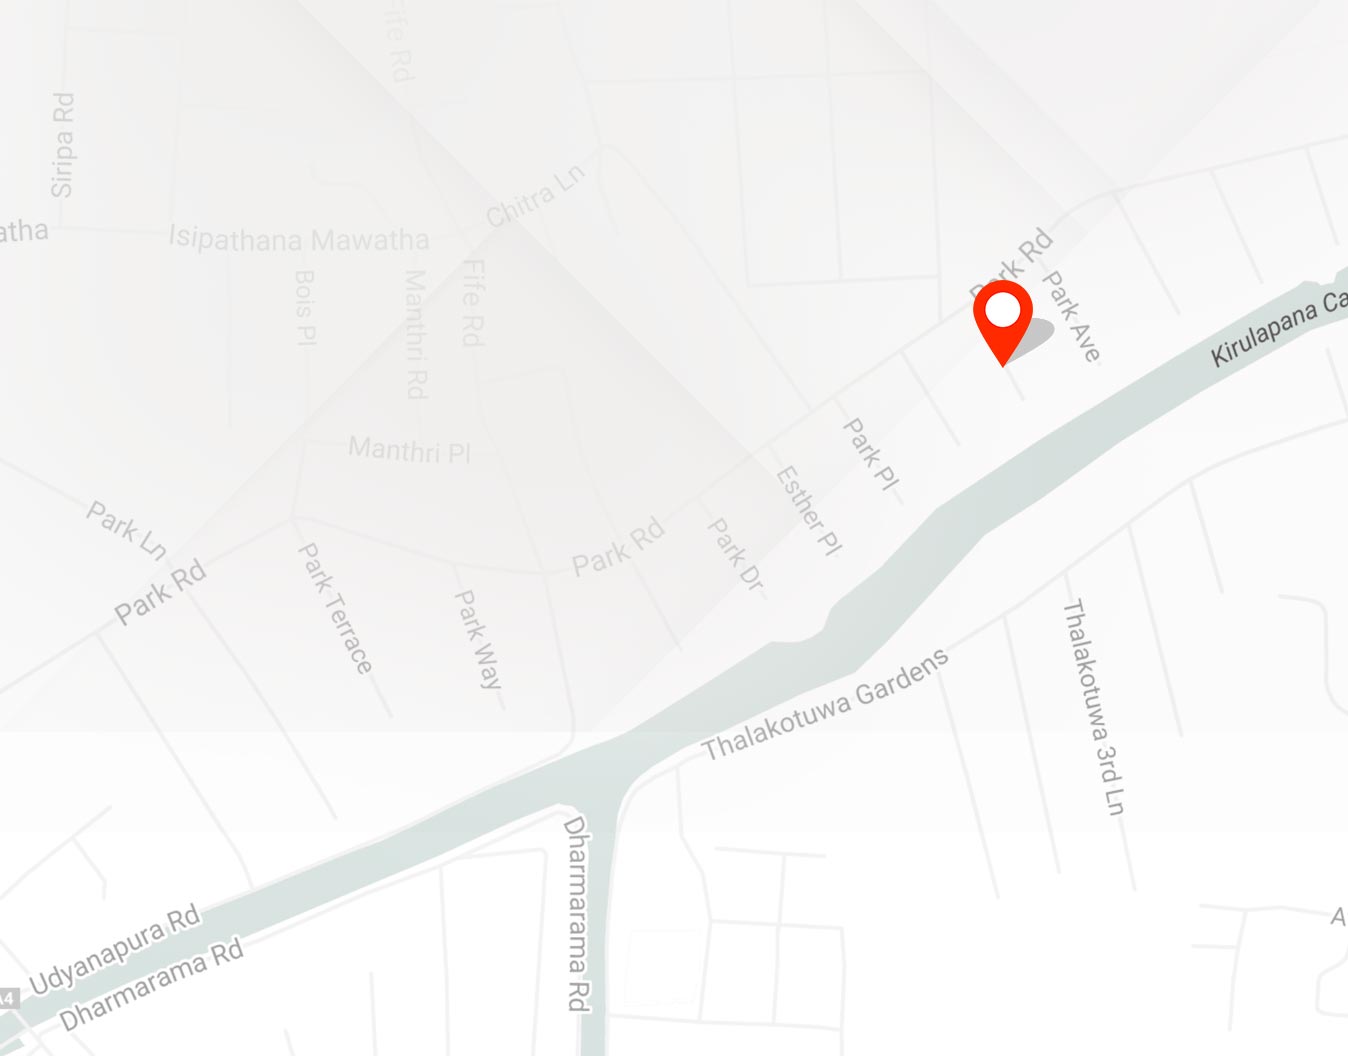 Fife Rd
Siripa Rd
atha
Isipathana Mawatha
Chitra Ln
Bois Pl
Manthri Rd
Fife Rd
Park Rd
Park Ave
Kirulapana Ca
Manthri Pl
Park Pl
Esther Pl
Park Ln
Park Rd
Park Rd
Park Dr
Park Terrace
Park Way
Thalakotuwa Gardens
Thalakotuwa 3rd Ln
Dharmarama Rd
Udyanapura Rd
Dharmarama Rd
A4
A